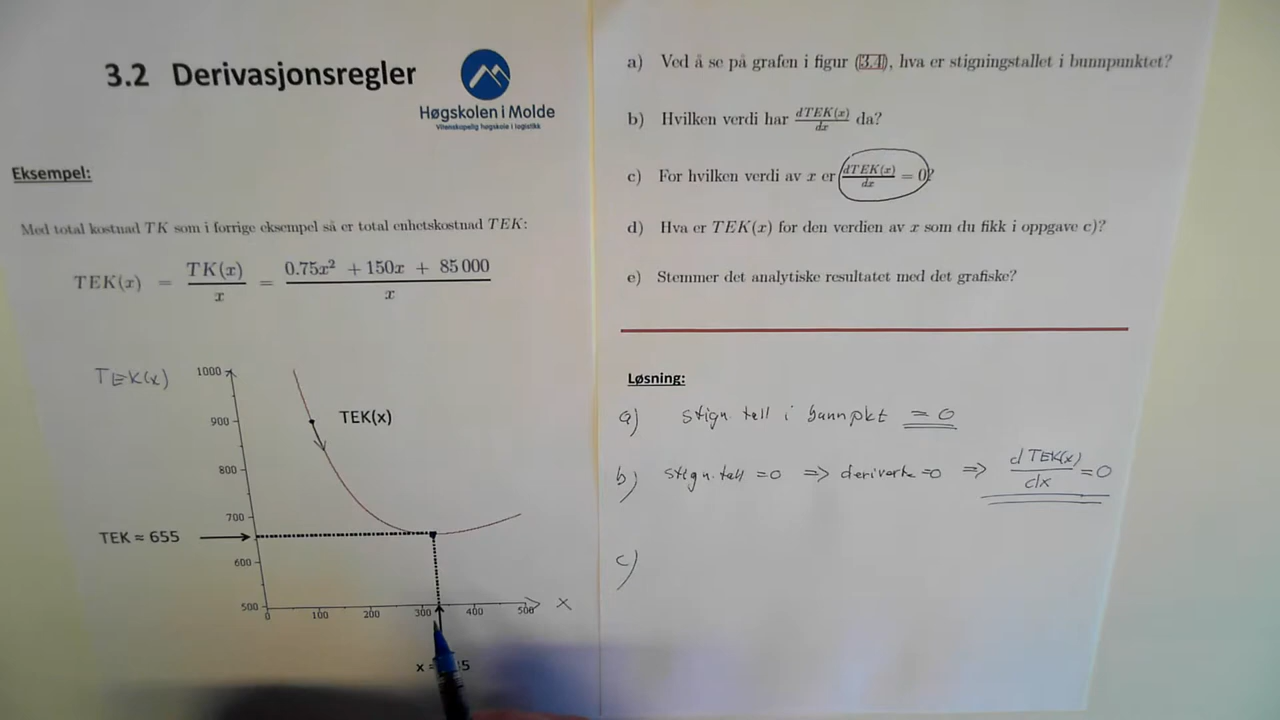 3.2 Derivasjonsregler
Høgskolen i Molde
Vitenskapelig høgskole i logistikk
Eksempel:
Med total kostnad TK som i forrige eksempel så er total enhetskostnad TEK:
TEK(x) = TK(x)/x = 0.75x² + 150x + 85 000/x
TEK(x)
1000
900
800
700
600
500
TEK(x)
TEK ≈ 655
0 100 200 300 400 500 x
x 5
a) Ved å se på grafen i figur (3.4), hva er stigningstallet i bunnpunktet?
b) Hvilken verdi har dTEK(x)/dx da?
c) For hvilken verdi av x er dTEK(x)/dx = 0?
d) Hva er TEK(x) for den verdien av x som du fikk i oppgave c)?
e) Stemmer det analytiske resultatet med det grafiske?
Løsning:
a) stign. tall i bunnpkt = 0
b) stign. tall = 0 => deriverte = 0 => dTEK(x)/dx = 0
c)